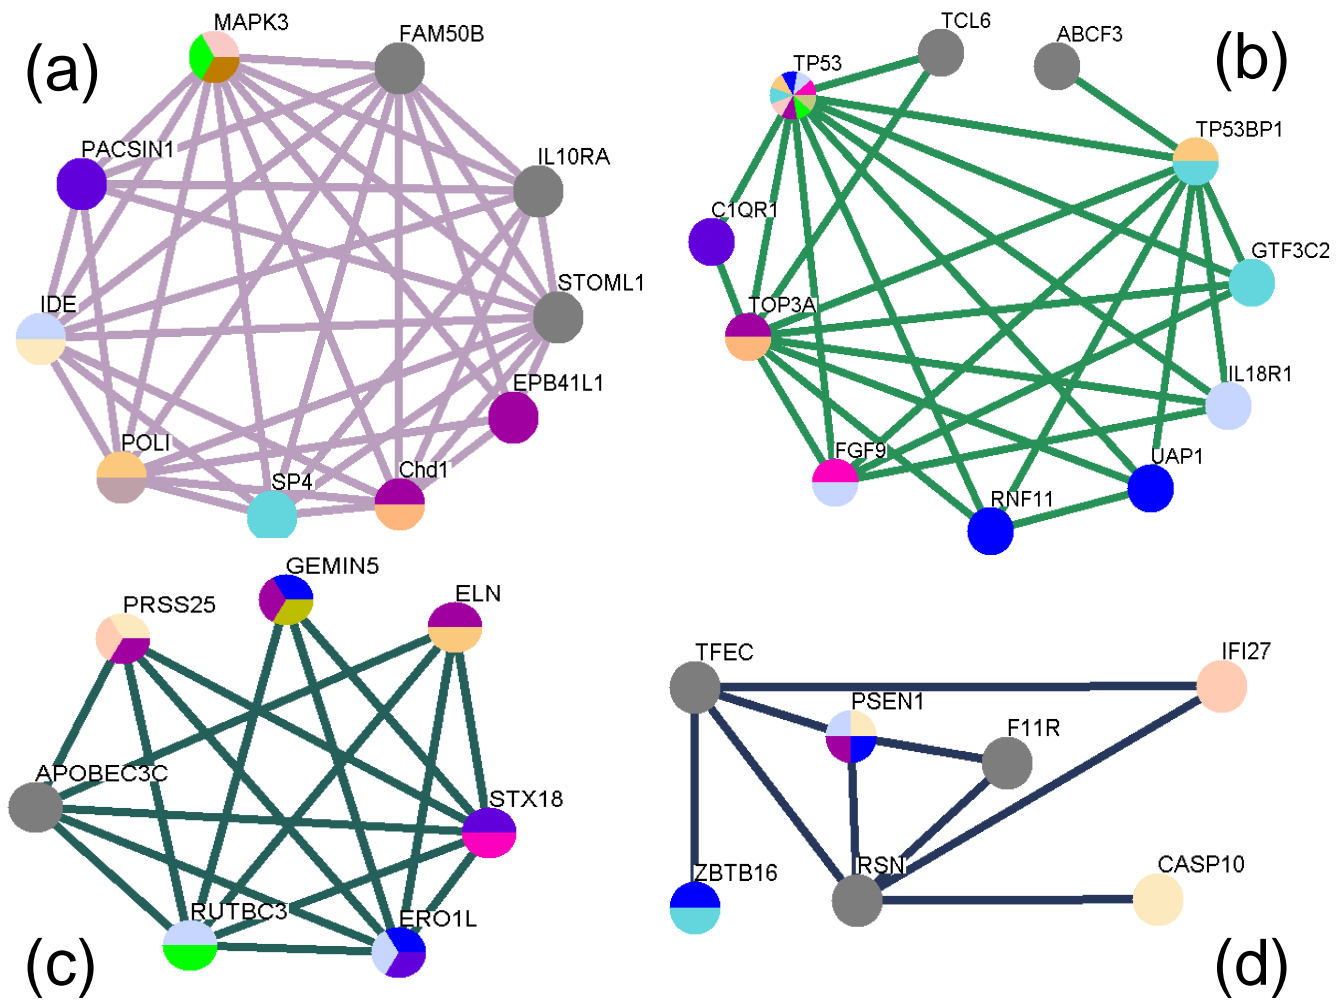 (a)
MAPK3
FAM50B
PACSIN1
IL10RA
STOML1
IDE
EPB41L1
POLI
SP4
Chd1
(b)
TCL6
ABCF3
TP53
TP53BP1
C1QR1
GTF3C2
TOP3A
IL18R1
FGF9
UAP1
RNF11
(c)
GEMIN5
ELN
PRSS25
APOBEC3C
STX18
RUTBC3
ERO1L
(d)
TFEC
IFI27
PSEN1
F11R
ZBTB16
RSN
CASP10